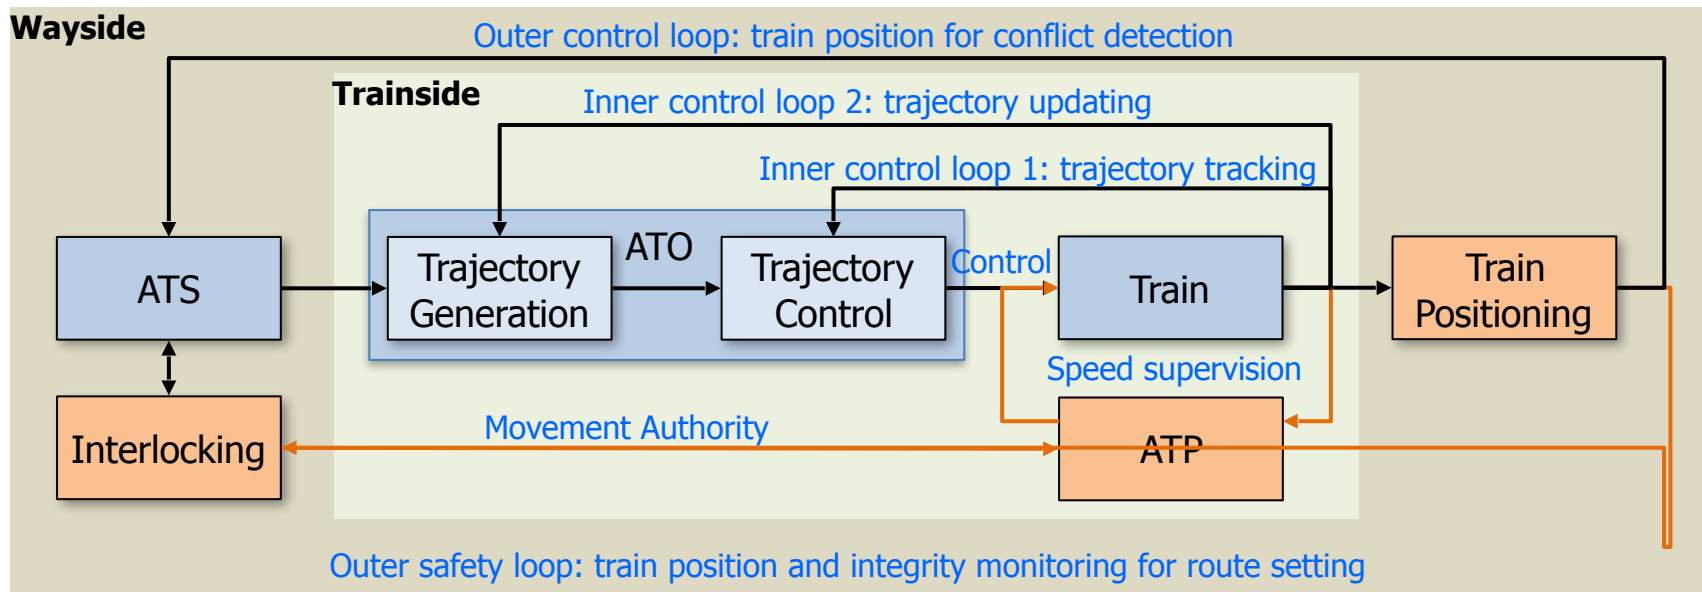 Wayside
Outer control loop: train position for conflict detection
Trainside
Inner control loop 2: trajectory updating
Inner control loop 1: trajectory tracking
ATS
Trajectory
Generation
ATO
Trajectory
Control
Control
Train
Train
Positioning
Speed supervision
Interlocking
Movement Authority
ATP
Outer safety loop: train position and integrity monitoring for route setting